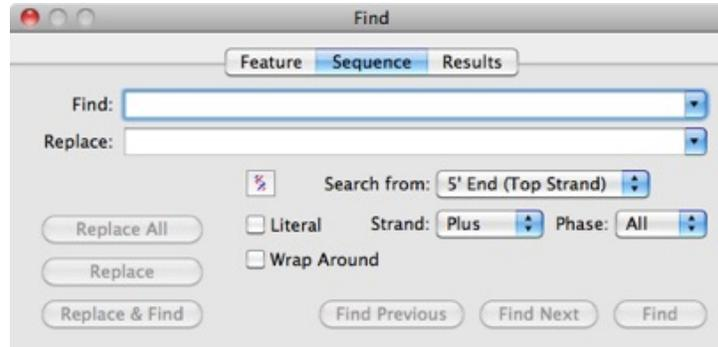 Find
Feature Sequence Results
Find:
Replace:
Search from: 5' End (Top Strand)
Replace All Literal Strand: Plus Phase: All
Replace Wrap Around
Replace & Find Find Previous Find Next Find